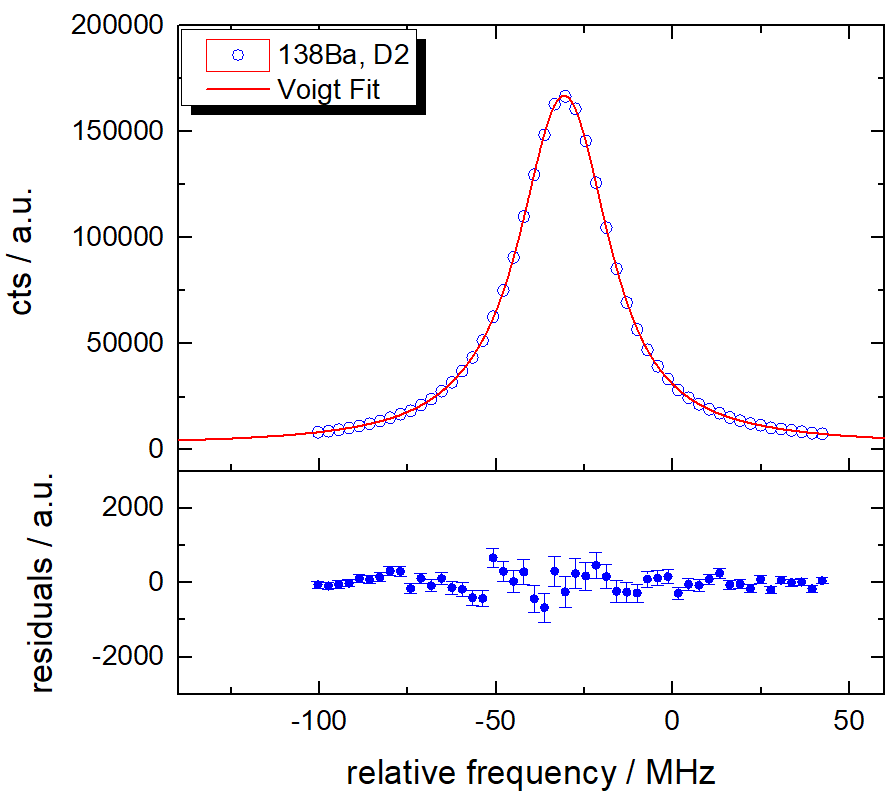 200000
138Ba, D2
Voigt Fit
150000
100000
cts / a.u.
50000
0
2000
residuals / a.u.
0
-2000
-100 -50 0 50
relative frequency / MHz